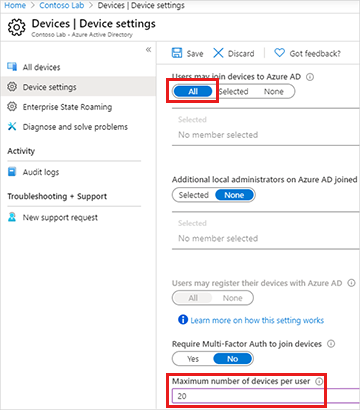 Home > Contoso Lab > Devices | Device settings
Devices | Device settings
Contoso Lab - Azure Active Directory
«
All devices
Device settings
Enterprise State Roaming
Diagnose and solve problems
Activity
Audit logs
Troubleshooting + Support
New support request
Save Discard Got feedback?
Users may join devices to Azure AD
All Selected None
Selected
No member selected
Additional local administrators on Azure AD joined
Selected None
Selected
No member selected
Users may register their devices with Azure AD
All None
Learn more on how this setting works
Require Multi-Factor Auth to join devices
Yes No
Maximum number of devices per user
20